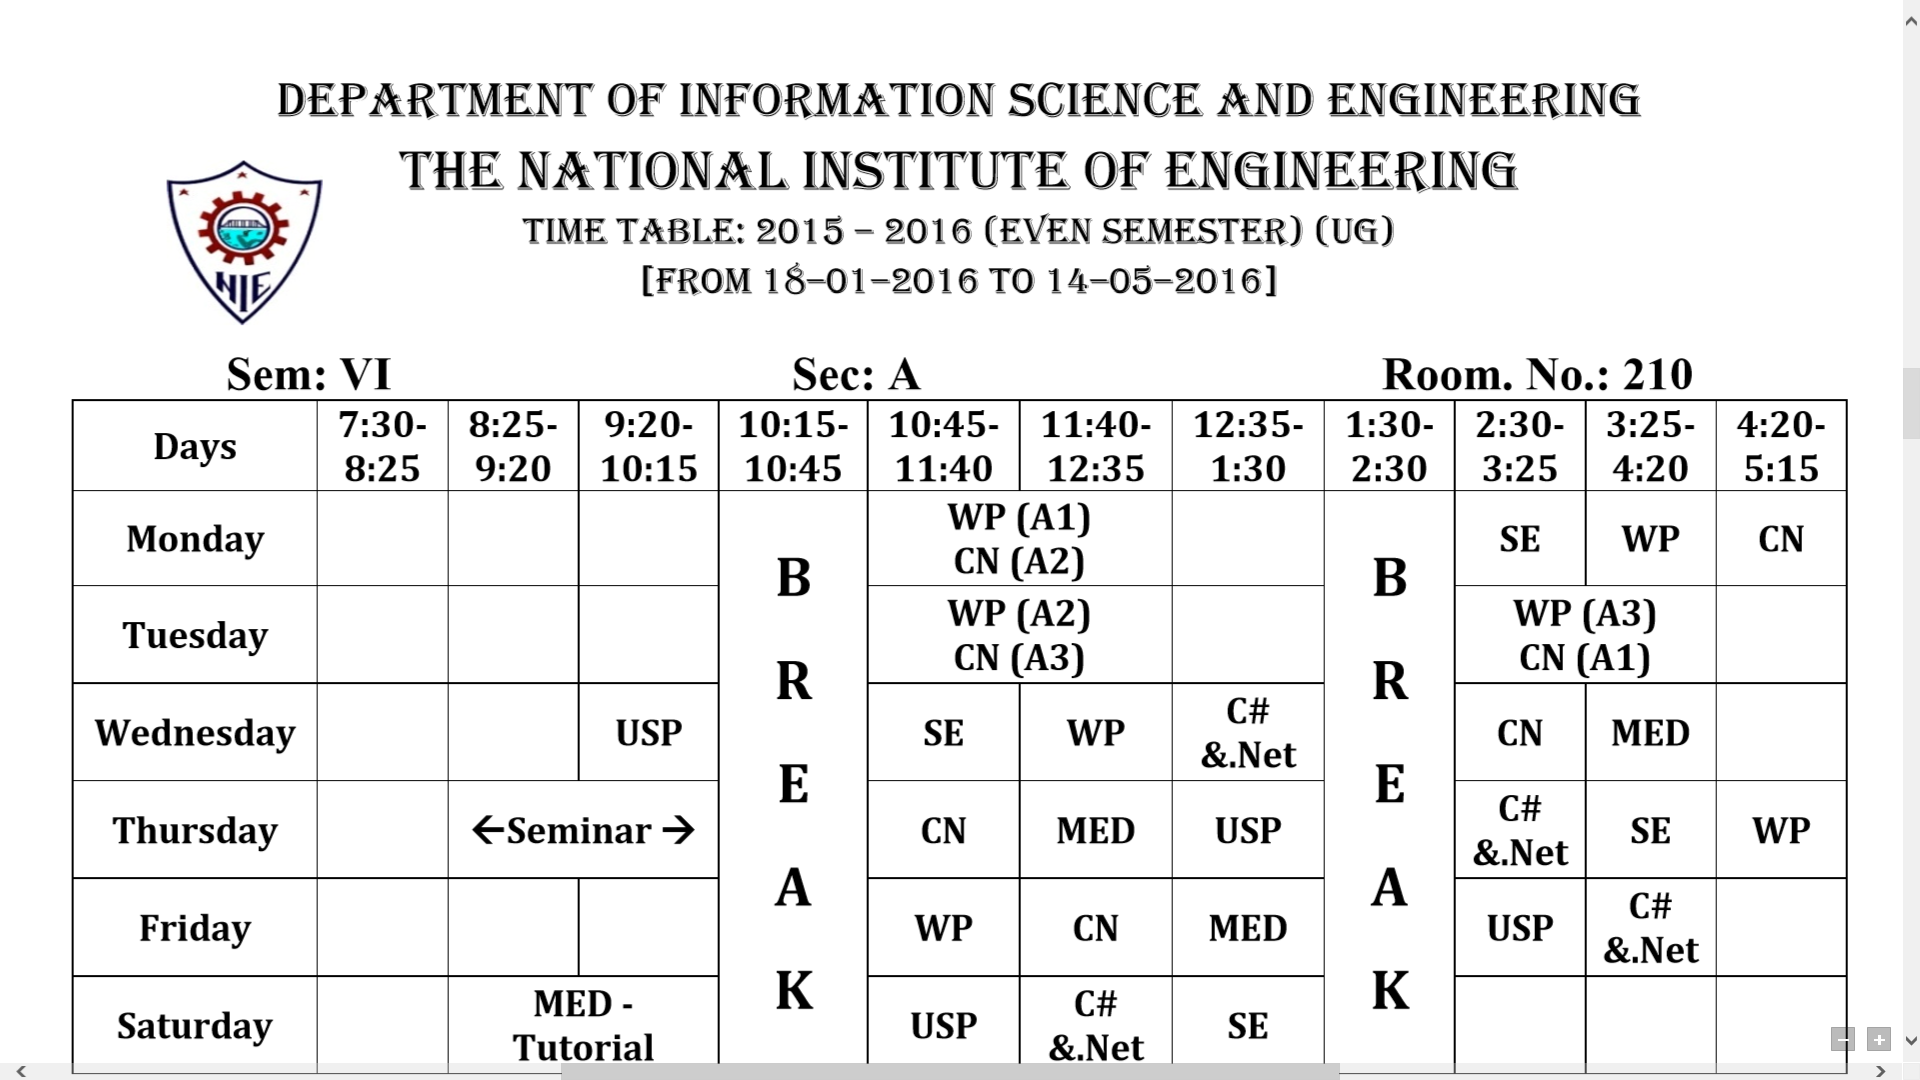 DEPARTMENT OF INFORMATION SCIENCE AND ENGINEERING
THE NATIONAL INSTITUTE OF ENGINEERING
TIME TABLE: 2015 – 2016 (EVEN SEMESTER) (UG)
[FROM 18–01–2016 TO 14–05–2016]
NIE
Sem: VI Sec: A Room. No.: 210
Days 7:30-8:25 8:25-9:20 9:20-10:15 10:15-10:45 10:45-11:40 11:40-12:35 12:35-1:30 1:30-2:30 2:30-3:25 3:25-4:20 4:20-5:15
Monday WP (A1) CN (A2) SE WP CN
Tuesday WP (A2) CN (A3) WP (A3) CN (A1)
Wednesday USP SE WP C# &.Net CN MED
Thursday ←Seminar → CN MED USP C# &.Net SE WP
Friday WP CN MED USP C# &.Net
Saturday MED - Tutorial USP C# &.Net SE
B R E A K
B R E A K